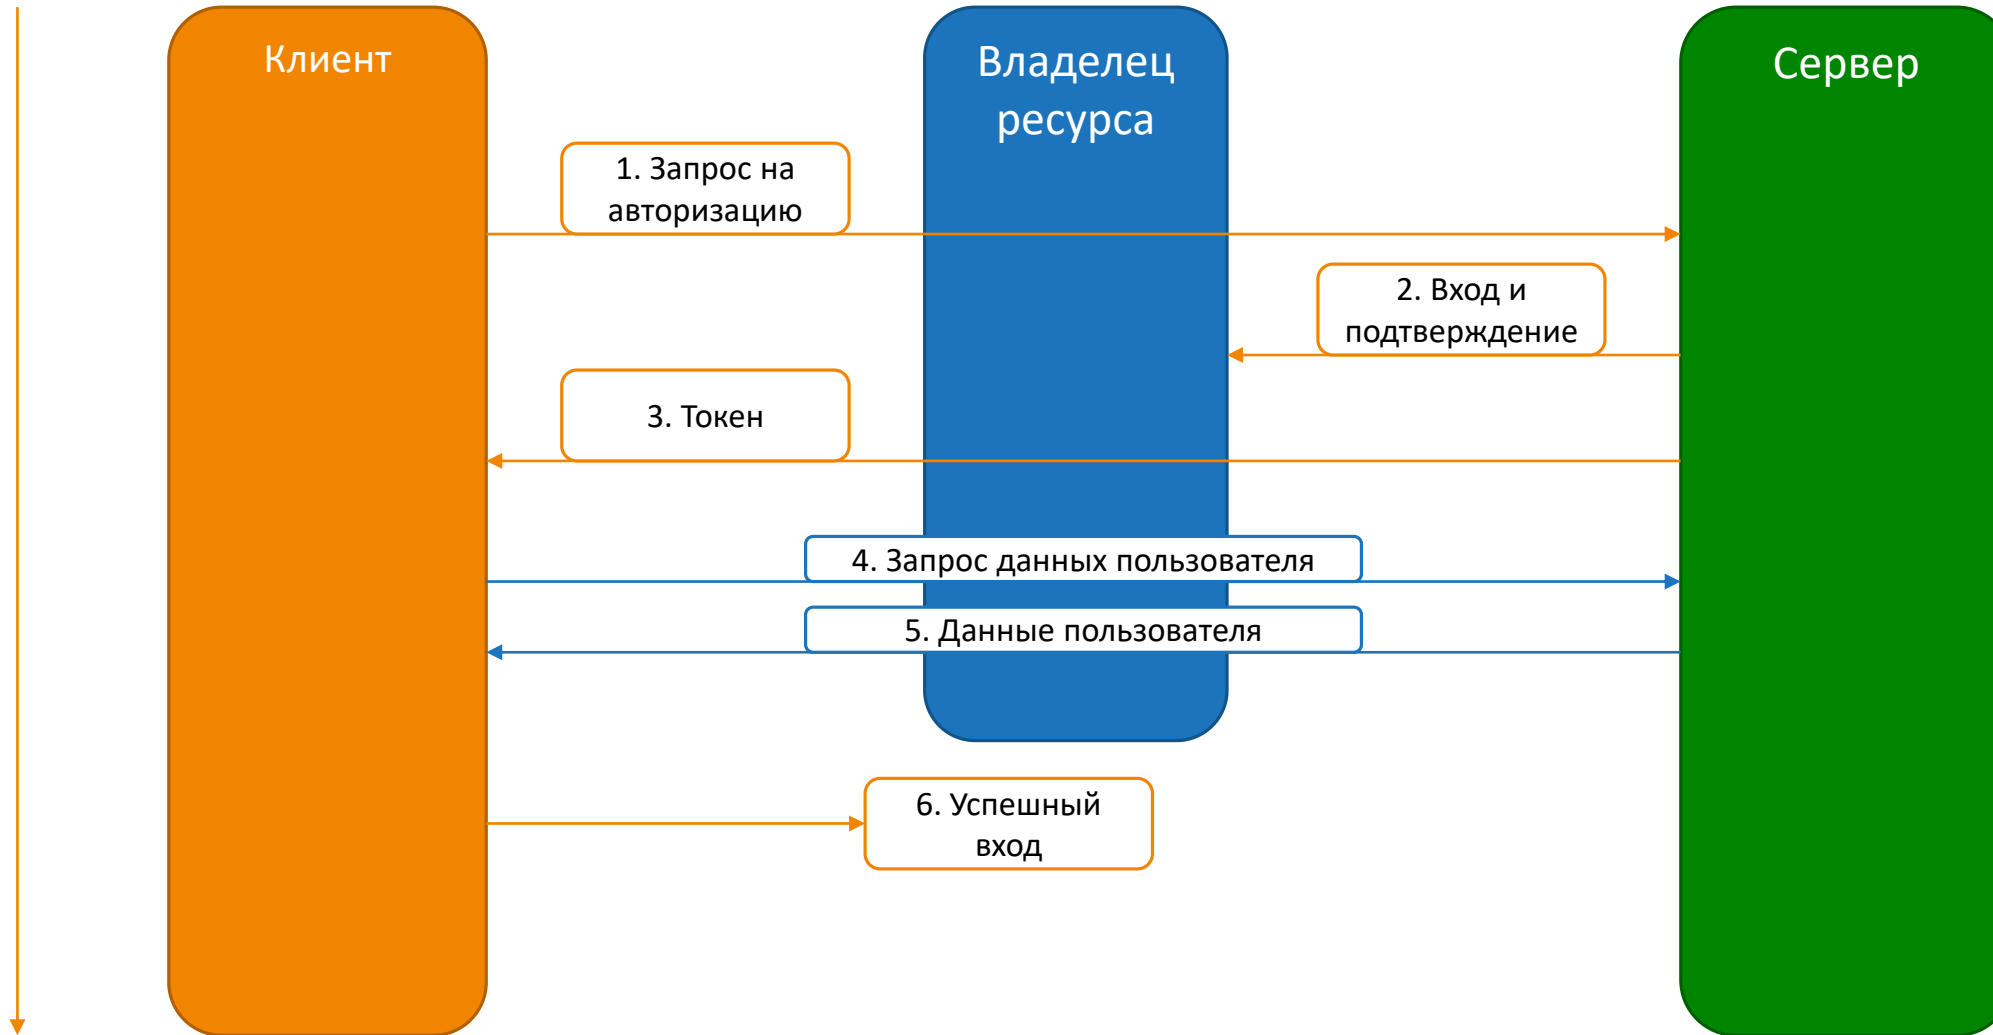 Клиент
Владелец
ресурса
Сервер
1. Запрос на
авторизацию
2. Вход и
подтверждение
3. Токен
4. Запрос данных пользователя
5. Данные пользователя
6. Успешный
вход